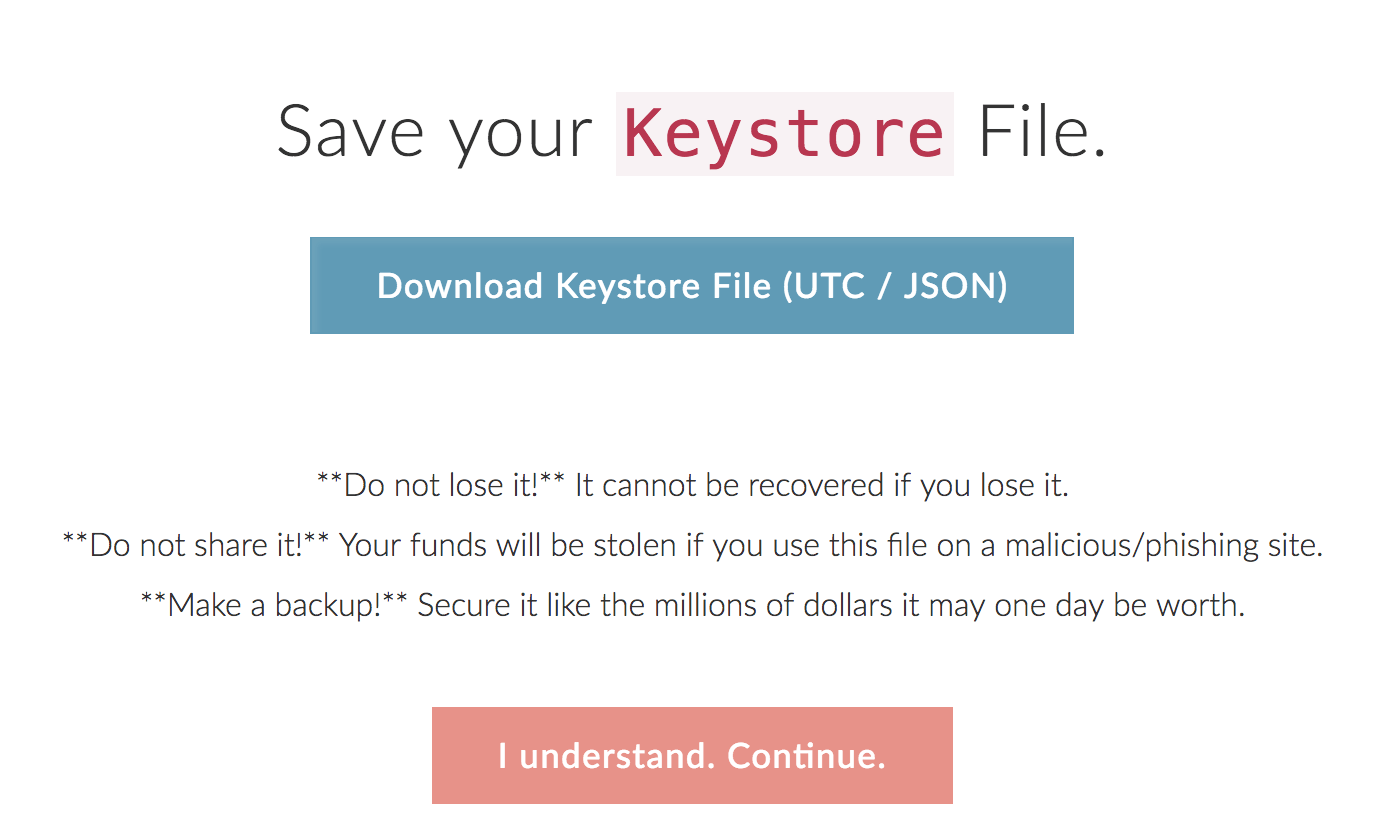 Save your Keystore File.
Download Keystore File (UTC / JSON)
**Do not lose it!** It cannot be recovered if you lose it.
**Do not share it!** Your funds will be stolen if you use this file on a malicious/phishing site.
**Make a backup!** Secure it like the millions of dollars it may one day be worth.
I understand. Continue.